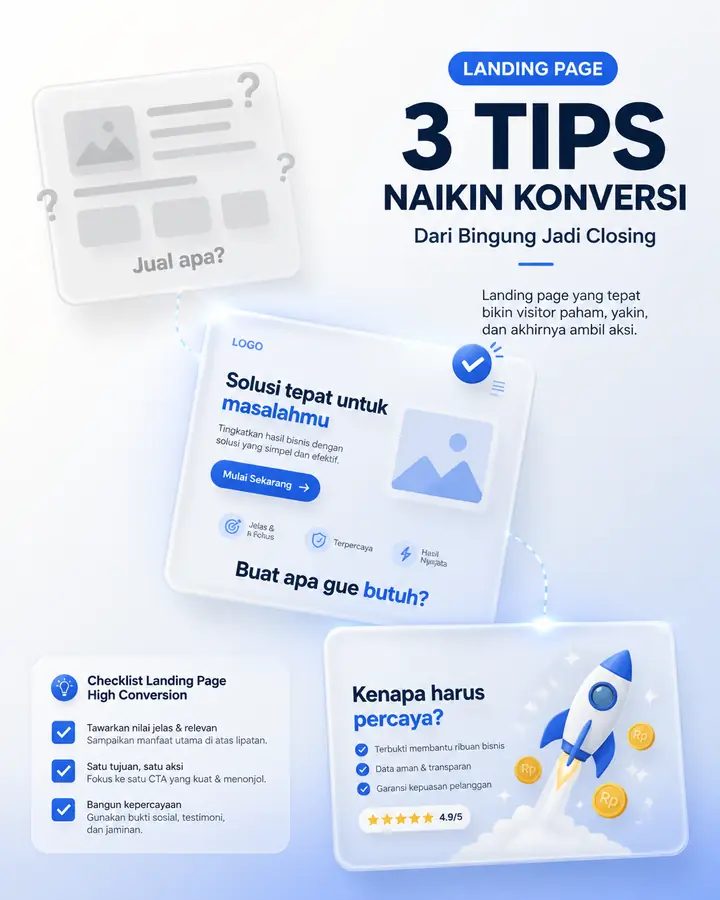 LANDING PAGE
3 TIPS
NAIKIN KONVERSI
Dari Bingung Jadi Closing
Landing page yang tepat
bikin visitor paham, yakin,
dan akhirnya ambil aksi.
?
?
?
Jual apa?
LOGO
Solusi tepat untuk
masalahmu
Tingkatkan hasil bisnis dengan
solusi yang simpel dan efektif.
Mulai Sekarang →
Jelas &
Terpercaya
Buat apa gue butuh?
Kenapa harus
percaya?
Terbukti membantu ribuan bisnis
Data aman & transparan
Garansi kepuasan pelanggan
4.9/5
Rp
Rp
Rp
Checklist Landing Page
High Conversion
Tawarkan nilai jelas & relevan
Sampaikan manfaat utama di atas lipatan.
Satu tujuan, satu aksi
Fokus ke satu CTA yang kuat & menonjol.
Bangun kepercayaan
Gunakan bukti sosial, testimoni,
dan jaminan.